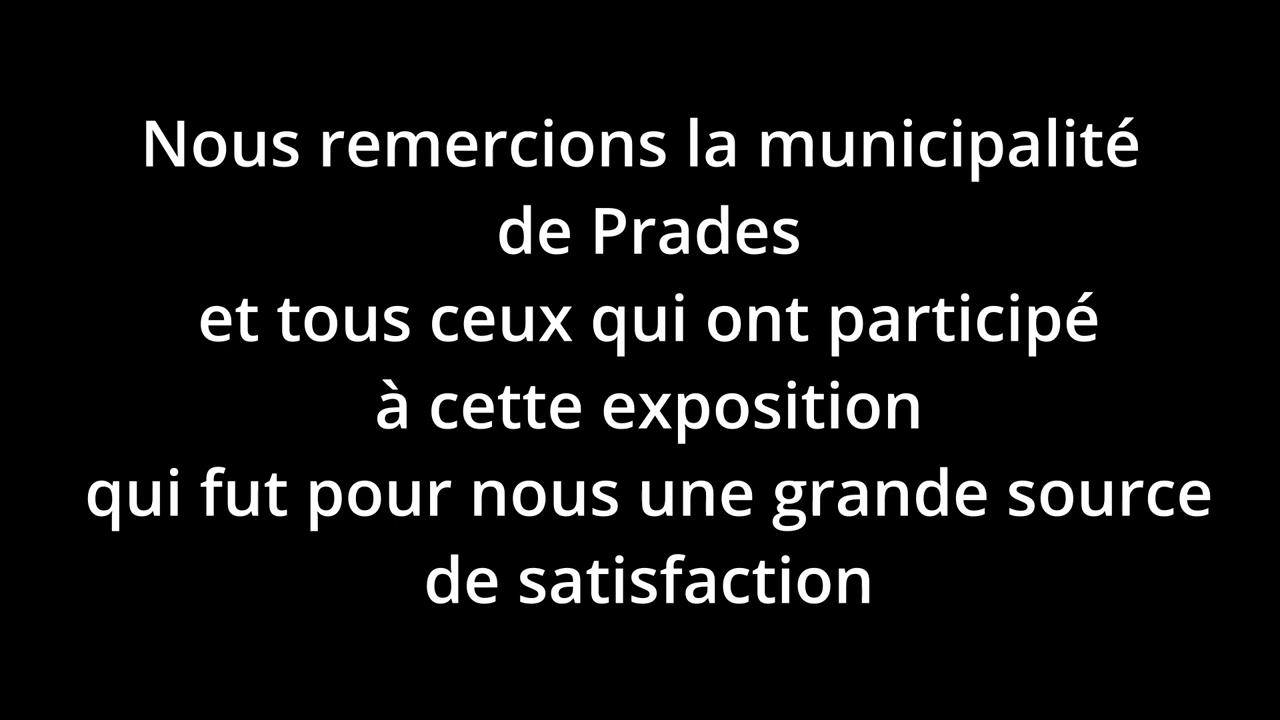 Nous remercions la municipalité
de Prades
et tous ceux qui ont participé
à cette exposition
qui fut pour nous une grande source
de satisfaction